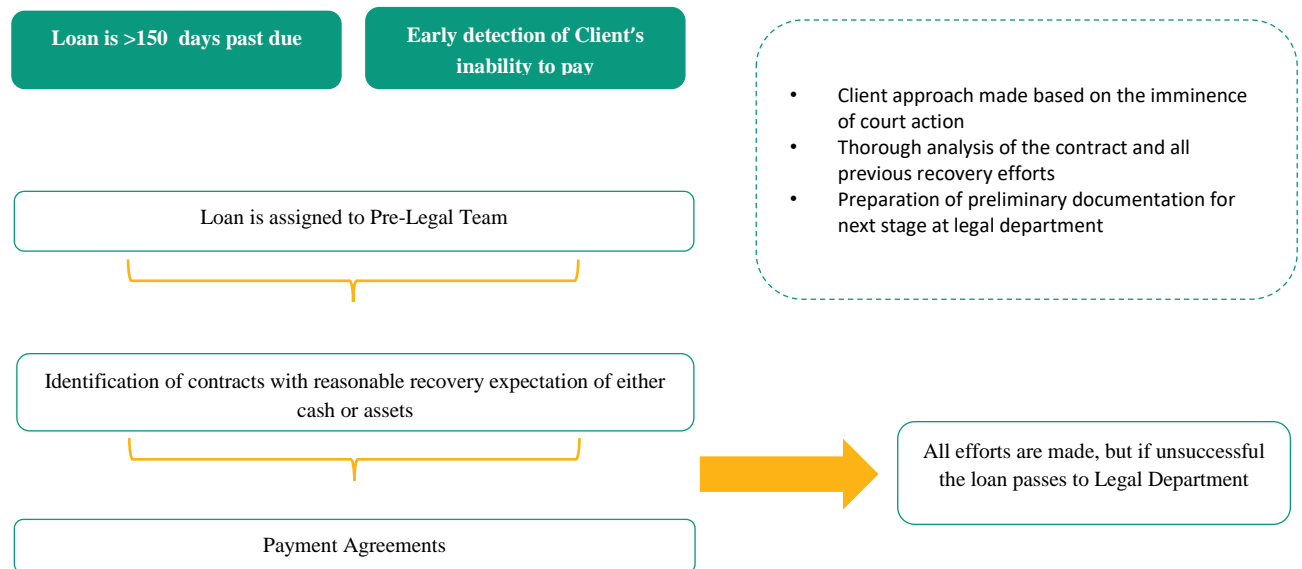 Loan is >150 days past due
Early detection of Client's
inability to pay
• Client approach made based on the imminence
of court action
• Thorough analysis of the contract and all
previous recovery efforts
• Preparation of preliminary documentation for
next stage at legal department
Loan is assigned to Pre-Legal Team
Identification of contracts with reasonable recovery expectation of either
cash or assets
All efforts are made, but if unsuccessful
the loan passes to Legal Department
Payment Agreements